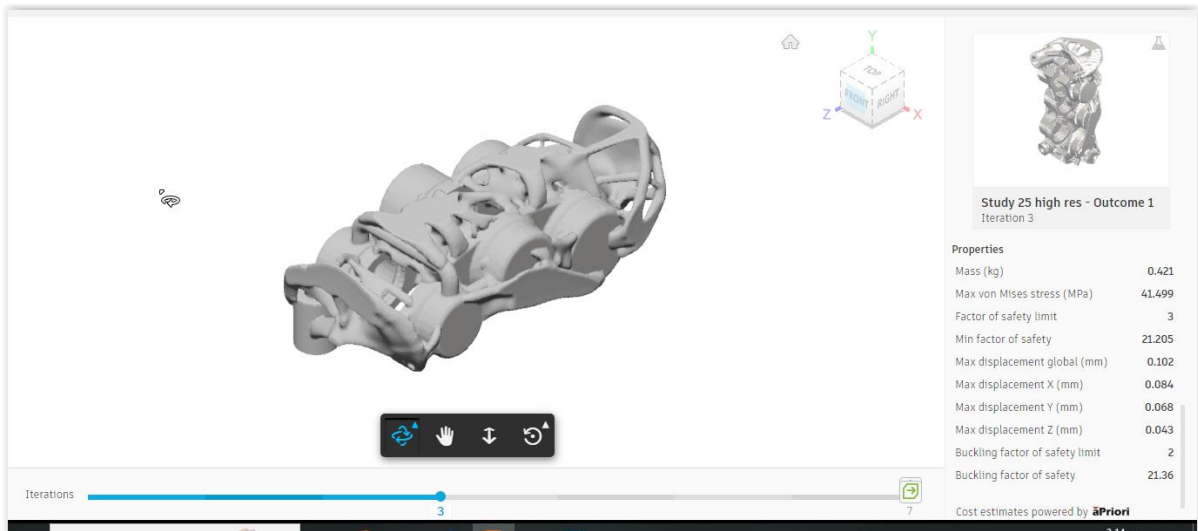 Y
TOP
FRONT
RIGHT
Z
X
Study 25 high res - Outcome 1
Iteration 3
Properties
Mass (kg) 0.421
Max von Mises stress (MPa) 41.499
Factor of safety limit 3
Min factor of safety 21.205
Max displacement global (mm) 0.102
Max displacement X (mm) 0.084
Max displacement Y (mm) 0.068
Max displacement Z (mm) 0.043
Buckling factor of safety limit 2
Buckling factor of safety 21.36
Iterations
3
7
Cost estimates powered by aPriori